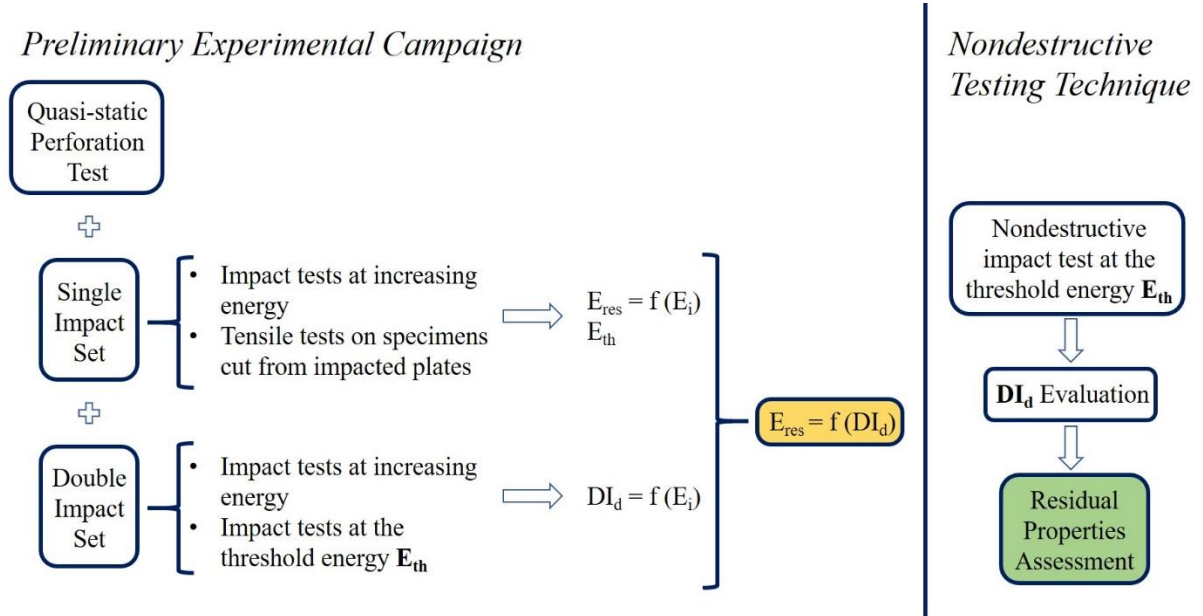 Preliminary Experimental Campaign
Quasi-static
Perforation
Test
Single
Impact
Set
• Impact tests at increasing
energy
• Tensile tests on specimens
cut from impacted plates
E_res = f (E_i)
E_th
Double
Impact
Set
• Impact tests at increasing
energy
• Impact tests at the
threshold energy E_th
DI_d = f (E_i)
E_res = f (DI_d)
Nondestructive
Testing Technique
Nondestructive
impact test at the
threshold energy E_th
DI_d Evaluation
Residual
Properties
Assessment